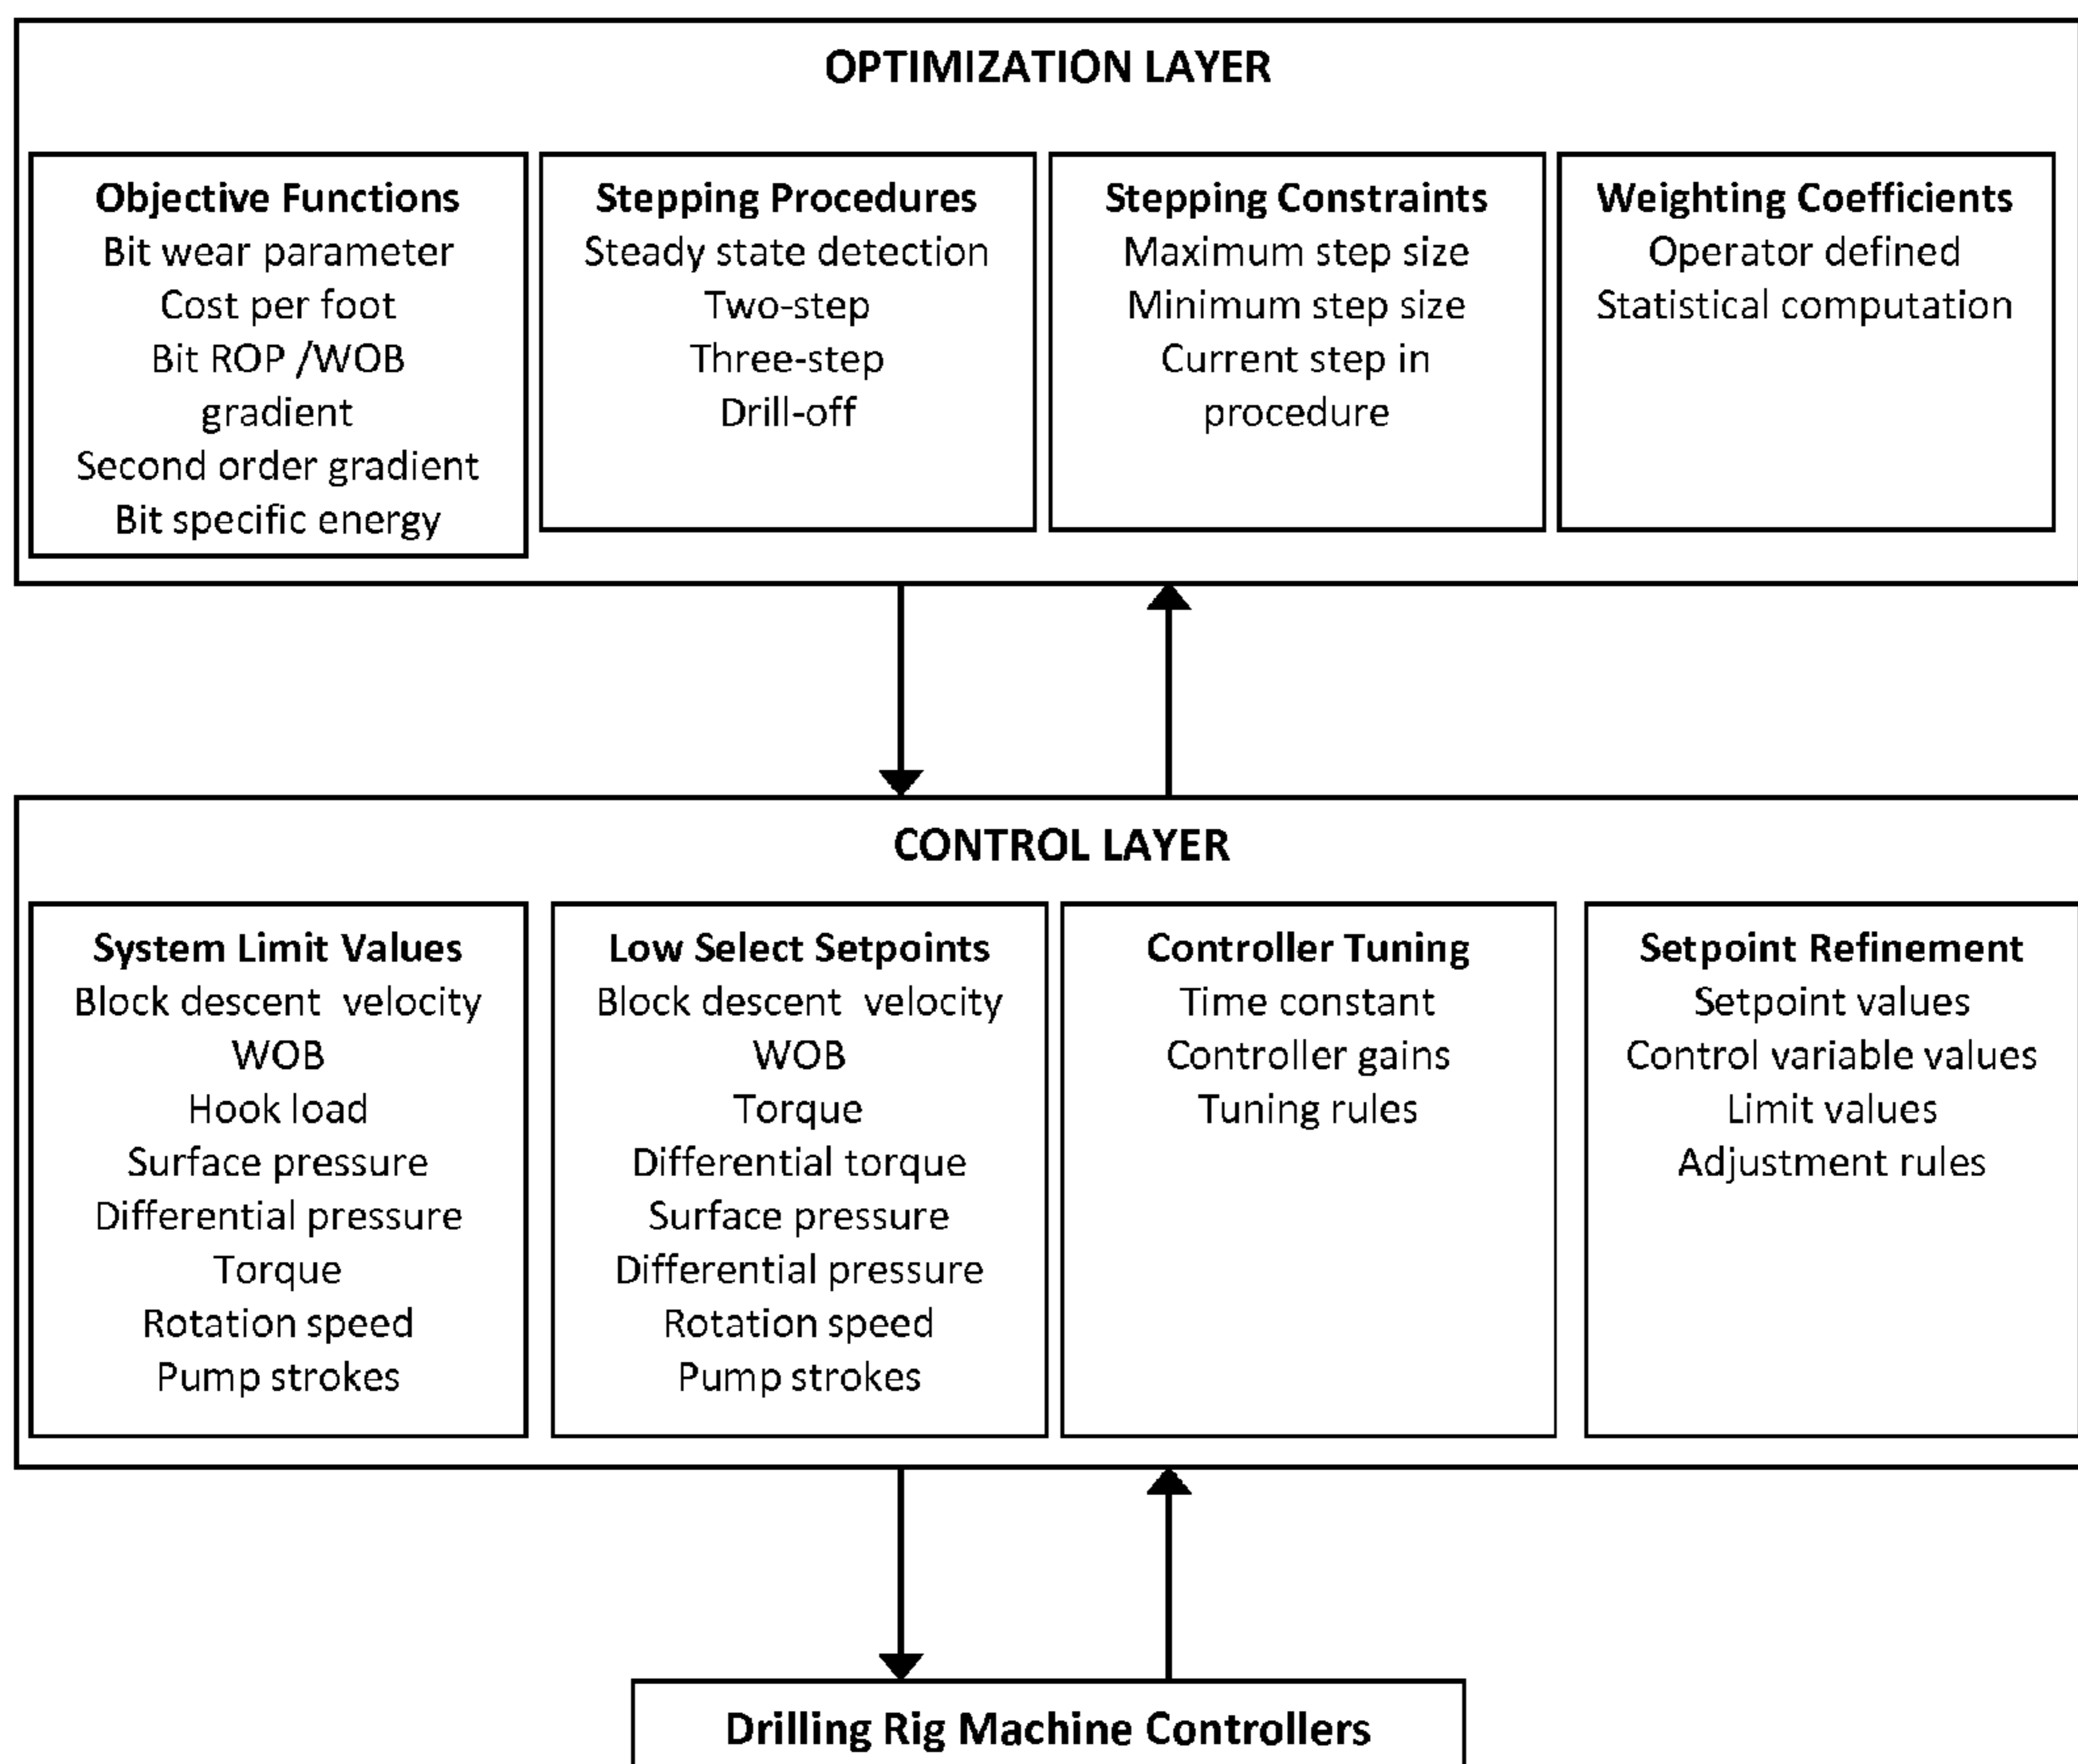 OPTIMIZATION LAYER
Objective Functions
Bit wear parameter
Cost per foot
Bit ROP /WOB
gradient
Second order gradient
Bit specific energy
Stepping Procedures
Steady state detection
Two-step
Three-step
Drill-off
Stepping Constraints
Maximum step size
Minimum step size
Current step in
procedure
Weighting Coefficients
Operator defined
Statistical computation
CONTROL LAYER
System Limit Values
Block descent velocity
WOB
Hook load
Surface pressure
Differential pressure
Torque
Rotation speed
Pump strokes
Low Select Setpoints
Block descent velocity
WOB
Torque
Differential torque
Surface pressure
Differential pressure
Rotation speed
Pump strokes
Controller Tuning
Time constant
Controller gains
Tuning rules
Setpoint Refinement
Setpoint values
Control variable values
Limit values
Adjustment rules
Drilling Rig Machine Controllers